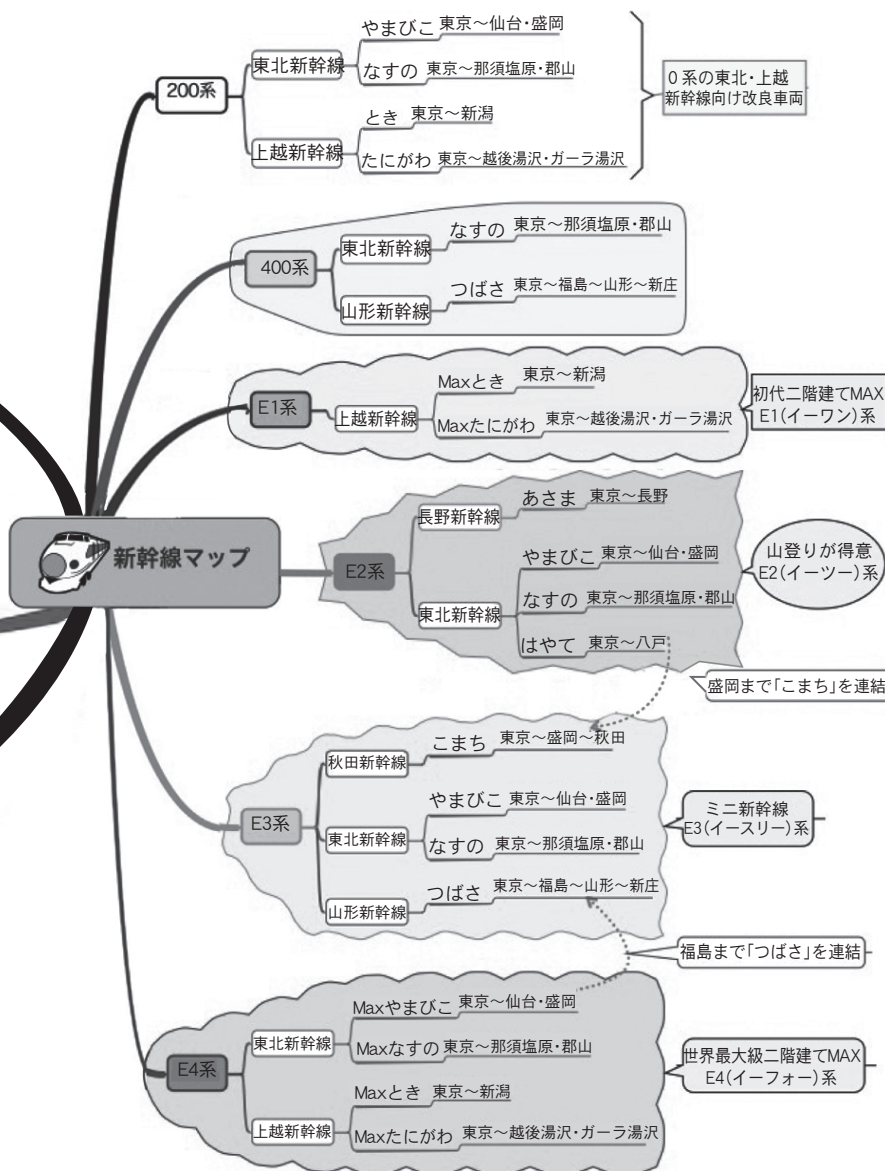 新幹線マップ
200系
東北新幹線
やまびこ 東京～仙台・盛岡
なすの 東京～那須塩原・郡山
上越新幹線
とき 東京～新潟
たにがわ 東京～越後湯沢・ガーラ湯沢
0系の東北・上越
新幹線向け改良車両
400系
東北新幹線
なすの 東京～那須塩原・郡山
山形新幹線
つばさ 東京～福島～山形～新庄
E1系
上越新幹線
Maxとき 東京～新潟
Maxたにがわ 東京～越後湯沢・ガーラ湯沢
初代二階建てMAX
E1(イーワン)系
E2系
長野新幹線
あさま 東京～長野
東北新幹線
やまびこ 東京～仙台・盛岡
なすの 東京～那須塩原・郡山
はやて 東京～八戸
山登りが得意
E2(イーツー)系
盛岡まで「こまち」を連結
E3系
秋田新幹線
こまち 東京～盛岡～秋田
東北新幹線
やまびこ 東京～仙台・盛岡
なすの 東京～那須塩原・郡山
山形新幹線
つばさ 東京～福島～山形～新庄
ミニ新幹線
E3(イースリー)系
福島まで「つばさ」を連結
E4系
東北新幹線
Maxやまびこ 東京～仙台・盛岡
Maxなすの 東京～那須塩原・郡山
上越新幹線
Maxとき 東京～新潟
Maxたにがわ 東京～越後湯沢・ガーラ湯沢
世界最大級二階建てMAX
E4(イーフォー)系